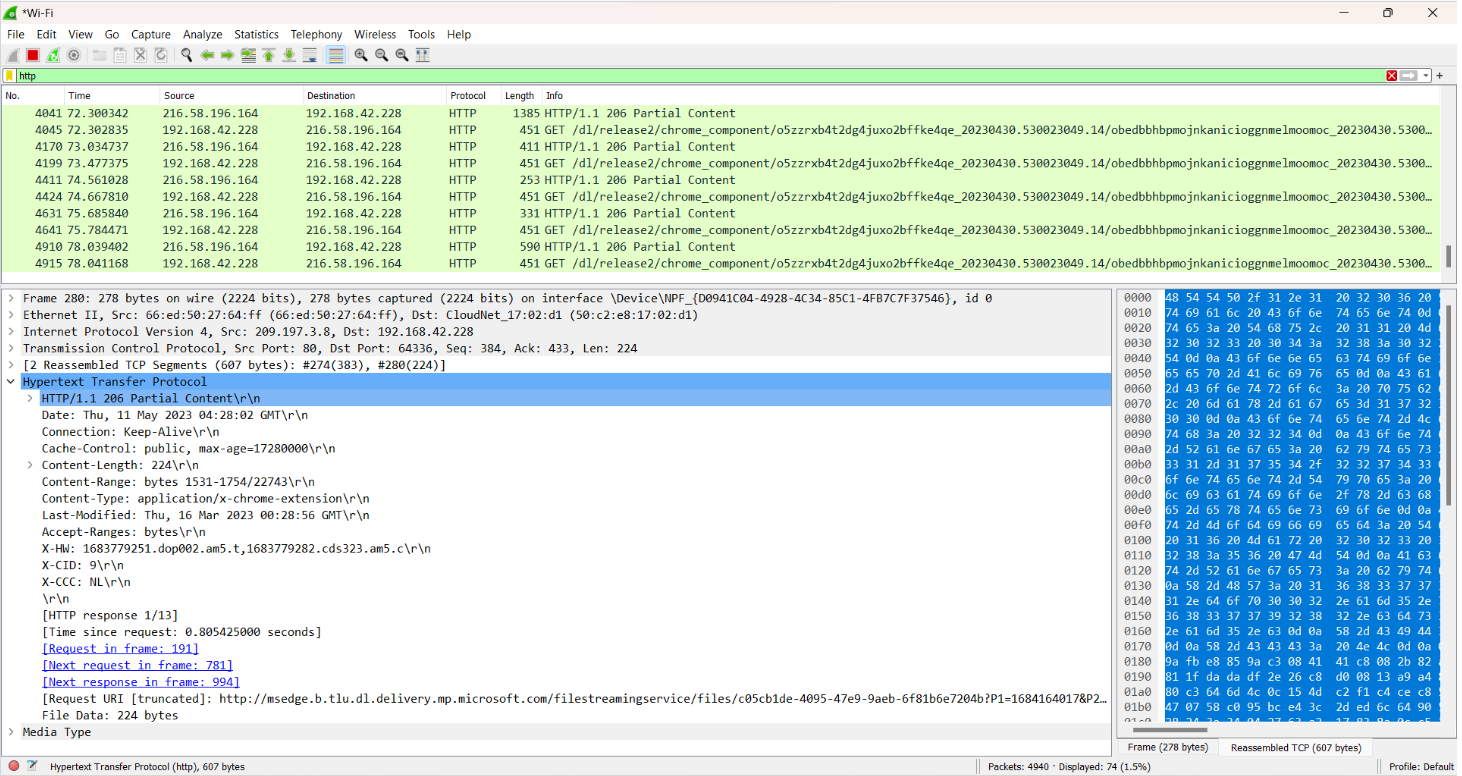 *Wi-Fi
File Edit View Go Capture Analyze Statistics Telephony Wireless Tools Help
http
No. Time Source Destination Protocol Length Info
4041 72.300342 216.58.196.164 192.168.42.228 HTTP 1385 HTTP/1.1 206 Partial Content
4045 72.302835 192.168.42.228 216.58.196.164 HTTP 451 GET /dl/release2/chrome_component/o5zzrxb4t2dg4juxo2bffke4qe_20230430.530023049.14/obedbbhbpmojnkanicioggnmelmoomoc_20230430.5300…
4170 73.034737 216.58.196.164 192.168.42.228 HTTP 411 HTTP/1.1 206 Partial Content
4199 73.477375 192.168.42.228 216.58.196.164 HTTP 451 GET /dl/release2/chrome_component/o5zzrxb4t2dg4juxo2bffke4qe_20230430.530023049.14/obedbbhbpmojnkanicioggnmelmoomoc_20230430.5300…
4411 74.561028 216.58.196.164 192.168.42.228 HTTP 253 HTTP/1.1 206 Partial Content
4424 74.667810 192.168.42.228 216.58.196.164 HTTP 451 GET /dl/release2/chrome_component/o5zzrxb4t2dg4juxo2bffke4qe_20230430.530023049.14/obedbbhbpmojnkanicioggnmelmoomoc_20230430.5300…
4631 75.685840 216.58.196.164 192.168.42.228 HTTP 331 HTTP/1.1 206 Partial Content
4641 75.784471 192.168.42.228 216.58.196.164 HTTP 451 GET /dl/release2/chrome_component/o5zzrxb4t2dg4juxo2bffke4qe_20230430.530023049.14/obedbbhbpmojnkanicioggnmelmoomoc_20230430.5300…
4910 78.039402 216.58.196.164 192.168.42.228 HTTP 590 HTTP/1.1 206 Partial Content
4915 78.041168 192.168.42.228 216.58.196.164 HTTP 451 GET /dl/release2/chrome_component/o5zzrxb4t2dg4juxo2bffke4qe_20230430.530023049.14/obedbbhbpmojnkanicioggnmelmoomoc_20230430.5300…
Frame 280: 278 bytes on wire (2224 bits), 278 bytes captured (2224 bits) on interface \Device\NPF_{D0941C04-4928-4C34-85C1-4FB7C7F37546}, id 0
Ethernet II, Src: 66:ed:50:27:64:ff (66:ed:50:27:64:ff), Dst: CloudNet_17:02:d1 (50:c2:e8:17:02:d1)
Internet Protocol Version 4, Src: 209.197.3.8, Dst: 192.168.42.228
Transmission Control Protocol, Src Port: 80, Dst Port: 64336, Seq: 384, Ack: 433, Len: 224
[2 Reassembled TCP Segments (607 bytes): #274(383), #280(224)]
Hypertext Transfer Protocol
HTTP/1.1 206 Partial Content\r\n
Date: Thu, 11 May 2023 04:28:02 GMT\r\n
Connection: Keep-Alive\r\n
Cache-Control: public, max-age=17280000\r\n
Content-Length: 224\r\n
Content-Range: bytes 1531-1754/22743\r\n
Content-Type: application/x-chrome-extension\r\n
Last-Modified: Thu, 16 Mar 2023 00:28:56 GMT\r\n
Accept-Ranges: bytes\r\n
X-HW: 1683779251.dop002.am5.t,1683779282.cds323.am5.c\r\n
X-CID: 9\r\n
X-CCC: NL\r\n
\r\n
[HTTP response 1/13]
[Time since request: 0.805425000 seconds]
[Request in frame: 191]
[Next request in frame: 781]
[Next response in frame: 994]
[Request URI [truncated]: http://msedge.b.tlu.dl.delivery.mp.microsoft.com/filestreamingservice/files/c05cb1de-4095-47e9-9aeb-6f81b6e7204b?P1=1684164017&P2…
File Data: 224 bytes
Media Type
0000 48 54 54 50 2f 31 2e 31 20 32 30 36 20
0010 74 69 61 6c 20 43 6f 6e 74 65 6e 74 0d
0020 74 65 3a 20 54 68 75 2c 20 31 31 20 4d
0030 32 30 32 33 20 30 34 3a 32 38 3a 30 32
0040 54 0d 0a 43 6f 6e 6e 65 63 74 69 6f 6e
0050 65 65 70 2d 41 6c 69 76 65 0d 0a 43 61
0060 2d 43 6f 6e 74 72 6f 6c 3a 20 70 75 62
0070 2c 20 6d 61 78 2d 61 67 65 3d 31 37 32
0080 30 30 0d 0a 43 6f 6e 74 65 6e 74 2d 4c
0090 74 68 3a 20 32 32 34 0d 0a 43 6f 6e 74
00a0 2d 52 61 6e 67 65 3a 20 62 79 74 65 73
00b0 33 31 2d 31 37 35 34 2f 32 32 37 34 33
00c0 6f 6e 74 65 6e 74 2d 54 79 70 65 3a 20
00d0 6c 69 63 61 74 69 6f 6e 2f 78 2d 63 68
00e0 65 2d 65 78 74 65 6e 73 69 6f 6e 0d 0a
00f0 74 2d 4d 6f 64 69 66 69 65 64 3a 20 54
0100 20 31 36 20 4d 61 72 20 32 30 32 33 20
0110 32 38 3a 35 36 20 47 4d 54 0d 0a 41 63
0120 74 2d 52 61 6e 67 65 73 3a 20 62 79 74
0130 0a 58 2d 48 57 3a 20 31 36 38 33 37 37
0140 31 2e 64 6f 70 30 30 32 2e 61 6d 35 2e
0150 36 38 33 37 37 39 32 38 32 2e 63 64 73
0160 2e 61 6d 35 2e 63 0d 0a 58 2d 43 49 44
0170 0d 0a 58 2d 43 43 43 3a 20 4e 4c 0d 0a
0180 9a fb e8 85 9a c3 08 41 41 c8 08 2b 82
0190 81 1f da da df 2e 26 c8 d0 08 13 a9 a4
01a0 80 c3 64 6d 4c 0c 15 4d c2 f1 c4 ce c8
01b0 47 07 58 c0 95 bc e4 3c 2d ed 6c 64 90
Frame (278 bytes) Reassembled TCP (607 bytes)
Hypertext Transfer Protocol (http), 607 bytes
Packets: 4940 · Displayed: 74 (1.5%)
Profile: Default